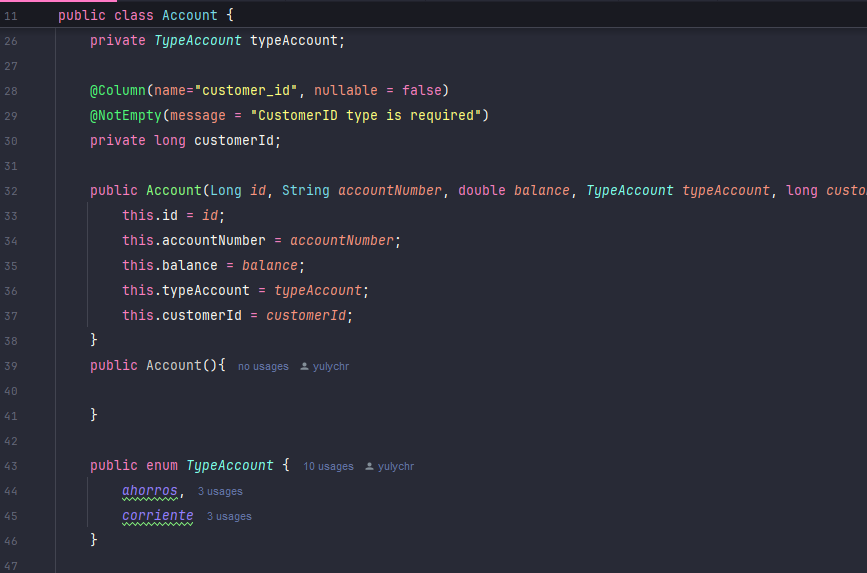 11 public class Account {
26 private TypeAccount typeAccount;
27
28 @Column(name="customer_id", nullable = false)
29 @NotEmpty(message = "CustomerID type is required")
30 private long customerId;
31
32 public Account(Long id, String accountNumber, double balance, TypeAccount typeAccount, long custo
33 this.id = id;
34 this.accountNumber = accountNumber;
35 this.balance = balance;
36 this.typeAccount = typeAccount;
37 this.customerId = customerId;
38 }
39 public Account(){ no usages yulychr
40
41 }
42
43 public enum TypeAccount { 10 usages yulychr
44 ahorros, 3 usages
45 corriente 3 usages
46 }
47